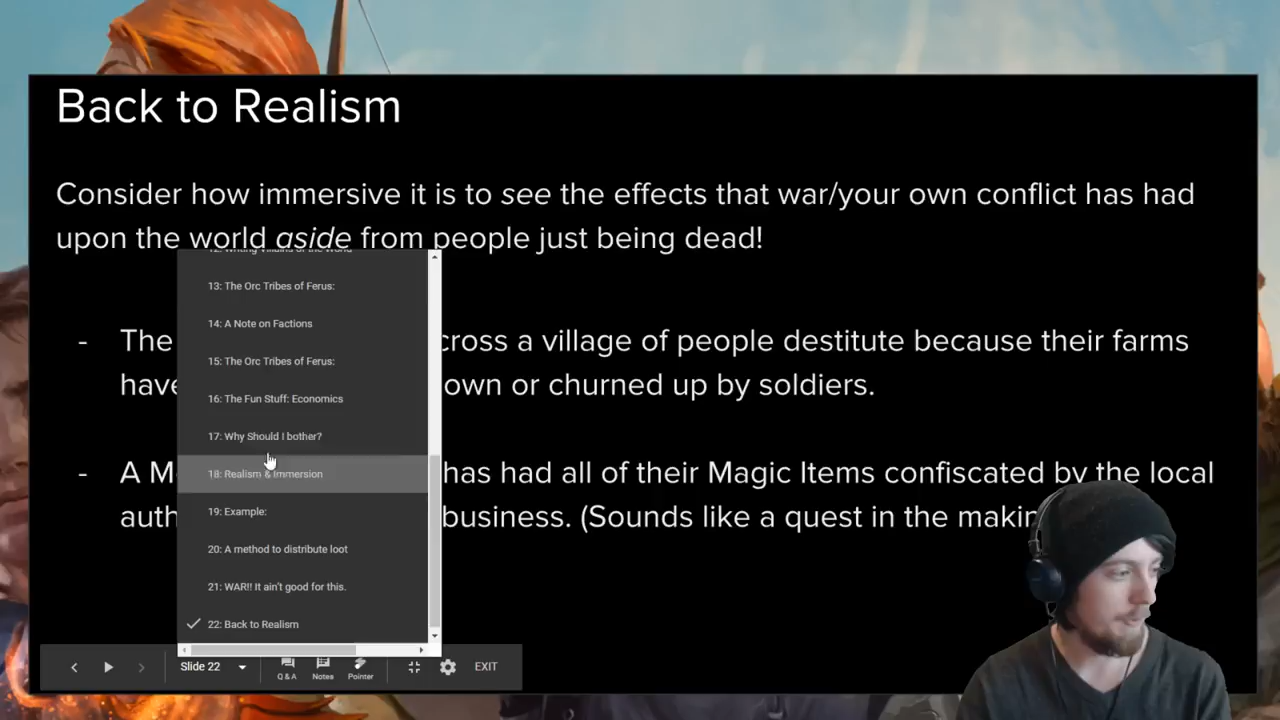 Back to Realism
Consider how immersive it is to see the effects that war/your own conflict has had
upon the world aside from people just being dead!
12: Writing Villains of the World
13: The Orc Tribes of Ferus:
14: A Note on Factions
15: The Orc Tribes of Ferus:
16: The Fun Stuff: Economics
17: Why Should I bother?
18: Realism & Immersion
19: Example:
20: A method to distribute loot
21: WAR!! It ain't good for this.
22: Back to Realism
- The cross a village of people destitute because their farms
have own or churned up by soldiers.
- A M has had all of their Magic Items confiscated by the local
auth business. (Sounds like a quest in the makin
Slide 22
Q & A
Notes
Pointer
EXIT